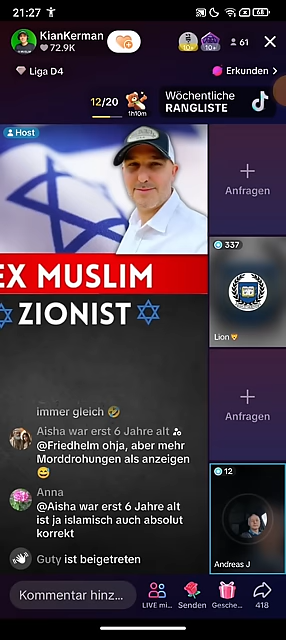 21:27
68
KianKerman
72.9K
10+
10+
61
Liga D4
Erkunden >
12/20
1h10m
Wöchentliche
RANGLISTE
Host
Anfragen
EX MUSLIM
ZIONIST
337
Lion🦁
immer gleich 🤣
Aisha war erst 6 Jahre alt
@Friedhelm ohja, aber mehr
Morddrohungen als anzeigen
😅
Anfragen
Anna
@Aisha war erst 6 Jahre alt
ist ja islamisch auch absolut
korrekt
Guty ist beigetreten
12
Andreas J
Kommentar hinz...
LIVE mi...
Senden
Gesche...
418